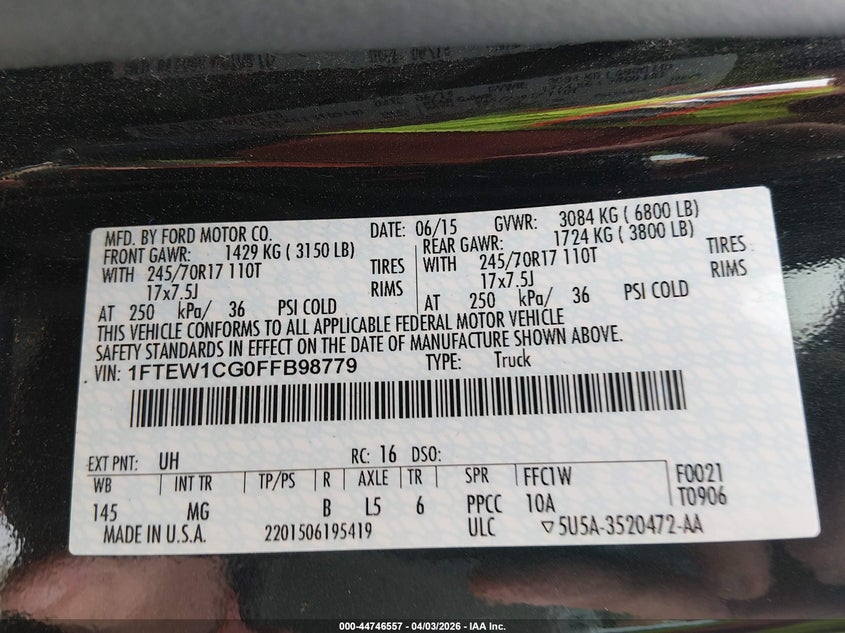 MFD. BY FORD MOTOR CO. DATE: 06/15 GVWR: 3084 KG ( 6800 LB)
FRONT GAWR: 1429 KG ( 3150 LB) REAR GAWR: 1724 KG ( 3800 LB)
WITH 245/70R17 110T TIRES WITH 245/70R17 110T TIRES
17x7.5J RIMS 17x7.5J RIMS
AT 250 kPa/ 36 PSI COLD AT 250 kPa/ 36 PSI COLD
THIS VEHICLE CONFORMS TO ALL APPLICABLE FEDERAL MOTOR VEHICLE
SAFETY STANDARDS IN EFFECT ON THE DATE OF MANUFACTURE SHOWN ABOVE.
VIN: 1FTEW1CG0FFB98779 TYPE: Truck
EXT PNT: UH RC: 16 DSO:
WB INT TR TP/PS R AXLE TR SPR FFC1W F0021
145 MG B L5 6 PPCC 10A T0906
MADE IN U.S.A. 2201506195419 ULC ▽5U5A-3520472-AA
000-44746557 - 04/03/2026 - IAA Inc.